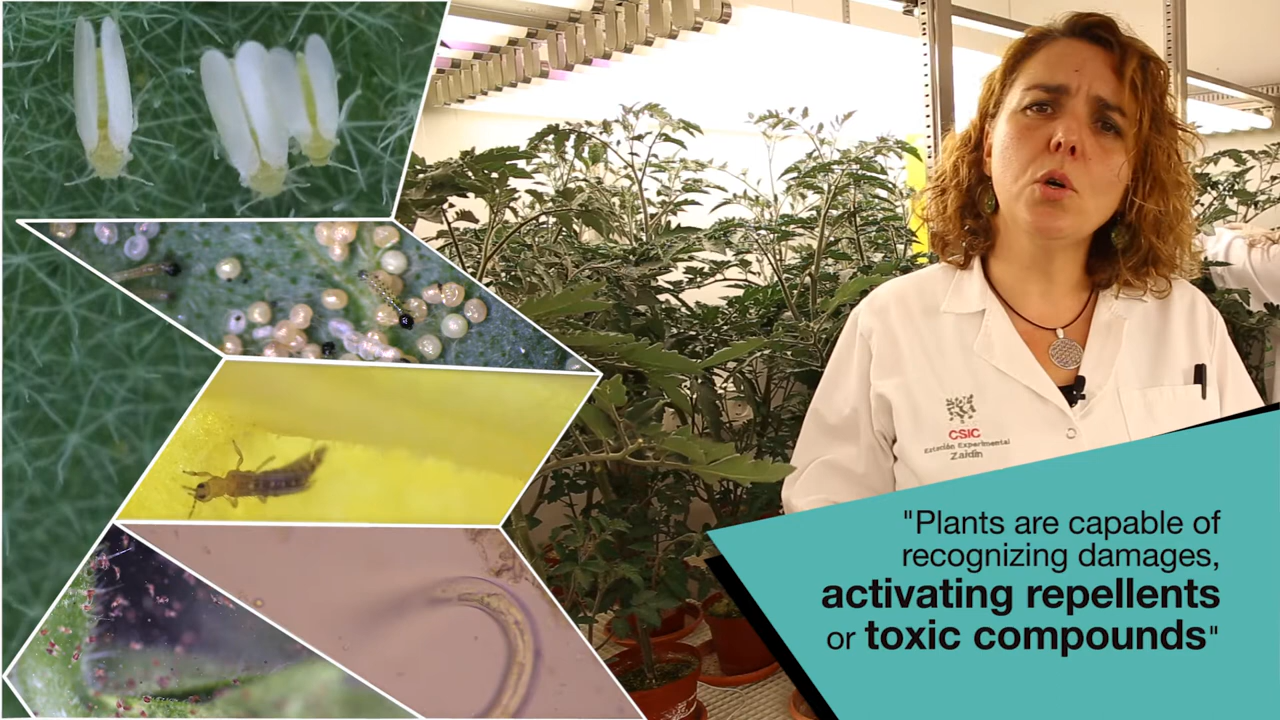 CSIC
Estación Experimental
Zaidín
"Plants are capable of
recognizing damages,
activating repellents
or toxic compounds"